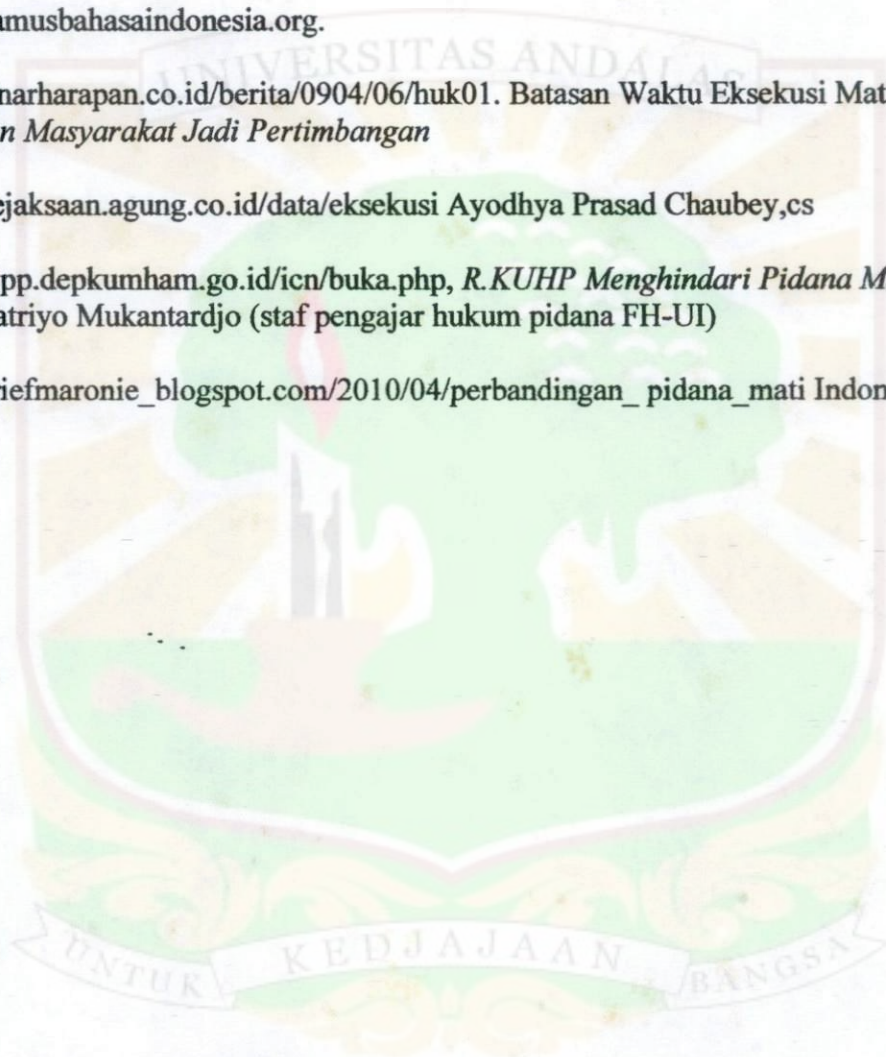 amusbahasaindonesia.org.
UNIVERSITAS ANDALAS
narharapan.co.id/berita/0904/06/huk01. Batasan Waktu Eksekusi Mat
n Masyarakat Jadi Pertimbangan
ejaksaan.agung.co.id/data/eksekusi Ayodhya Prasad Chaubey,cs
pp.depkumham.go.id/icn/buka.php, R.KUHP Menghindari Pidana M
atriyo Mukantardjo (staf pengajar hukum pidana FH-UI)
iefmaronie_blogspot.com/2010/04/perbandingan_ pidana_mati Indon
UNTUK KEDJAJAAN BANGSA